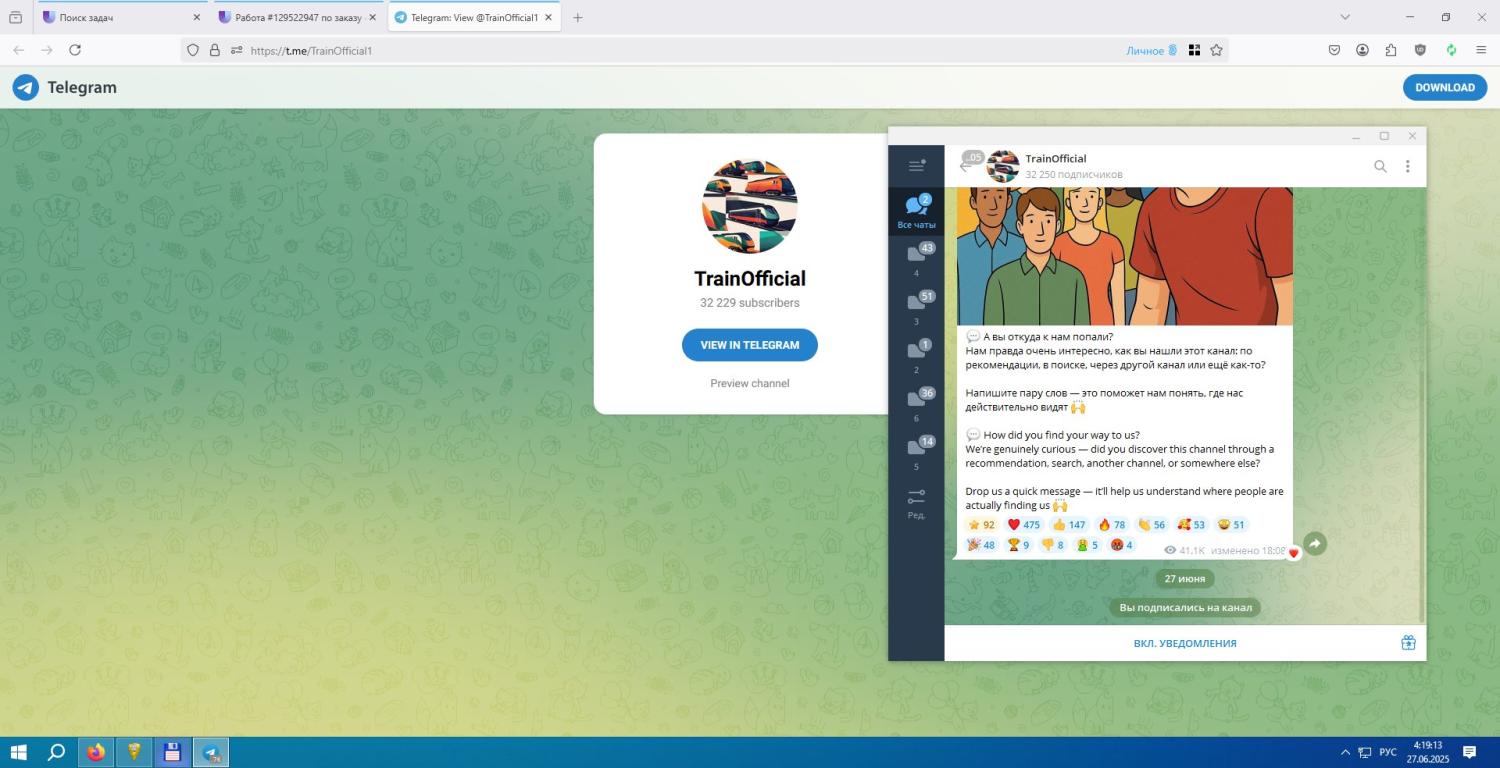 Поиск задач
Работа #129522947 по заказу
Telegram: View @TrainOfficial1
https://t.me/TrainOfficial1
Личное
Telegram
DOWNLOAD
TrainOfficial
32 229 subscribers
VIEW IN TELEGRAM
Preview channel
..05
TrainOfficial
32 250 подписчиков
2
Все чаты
43
4
51
3
1
2
36
6
14
5
Ред.
А вы откуда к нам попали?
Нам правда очень интересно, как вы нашли этот канал: по
рекомендации, в поиске, через другой канал или ещё как-то?
Напишите пару слов — это поможет нам понять, где нас
действительно видят
How did you find your way to us?
We're genuinely curious — did you discover this channel through a
recommendation, search, another channel, or somewhere else?
Drop us a quick message — it'll help us understand where people are
actually finding us
92 475 147 78 56 53 51
48 9 8 5 4
41.1K изменено 18:08
27 июня
Вы подписались на канал
ВКЛ. УВЕДОМЛЕНИЯ
РУС
4:19:13
27.06.2025